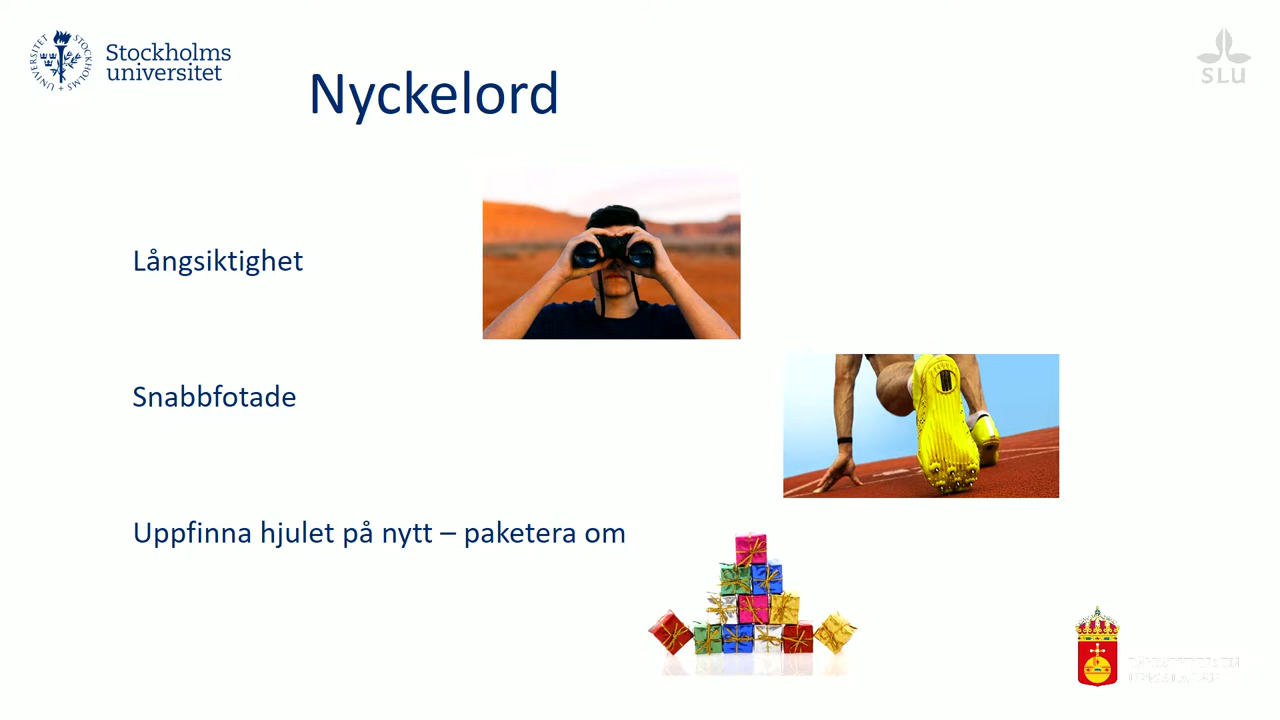 Stockholms
universitet
SLU
Nyckelord
Långsiktighet
Snabbfotade
Uppfinna hjulet på nytt – paketera om